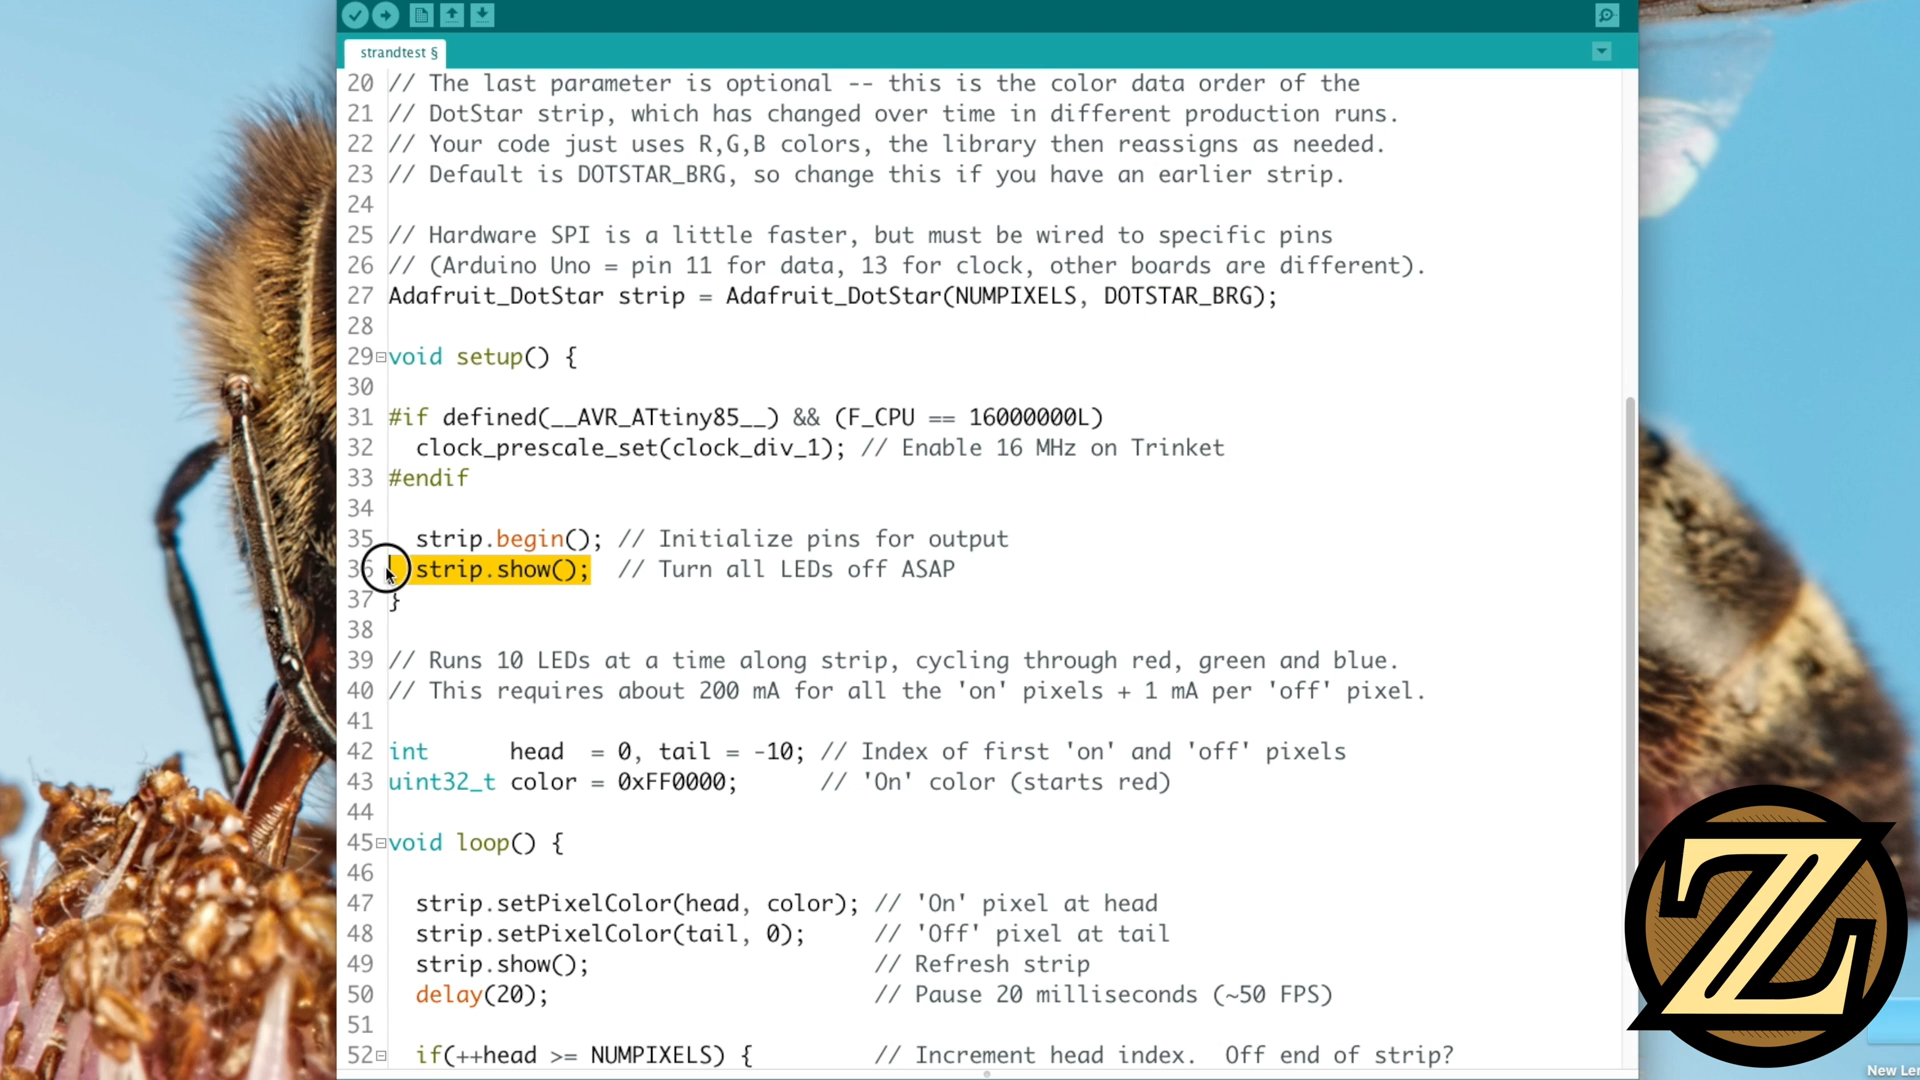 strandtest §
20 // The last parameter is optional -- this is the color data order of the
21 // DotStar strip, which has changed over time in different production runs.
22 // Your code just uses R,G,B colors, the library then reassigns as needed.
23 // Default is DOTSTAR_BRG, so change this if you have an earlier strip.
24
25 // Hardware SPI is a little faster, but must be wired to specific pins
26 // (Arduino Uno = pin 11 for data, 13 for clock, other boards are different).
27 Adafruit_DotStar strip = Adafruit_DotStar(NUMPIXELS, DOTSTAR_BRG);
28
29 void setup() {
30
31 #if defined(__AVR_ATtiny85__) && (F_CPU == 16000000L)
32   clock_prescale_set(clock_div_1); // Enable 16 MHz on Trinket
33 #endif
34
35   strip.begin(); // Initialize pins for output
36   strip.show();  // Turn all LEDs off ASAP
37 }
38
39 // Runs 10 LEDs at a time along strip, cycling through red, green and blue.
40 // This requires about 200 mA for all the 'on' pixels + 1 mA per 'off' pixel.
41
42 int      head  = 0, tail = -10; // Index of first 'on' and 'off' pixels
43 uint32_t color = 0xFF0000;      // 'On' color (starts red)
44
45 void loop() {
46
47   strip.setPixelColor(head, color); // 'On' pixel at head
48   strip.setPixelColor(tail, 0);     // 'Off' pixel at tail
49   strip.show();                     // Refresh strip
50   delay(20);                        // Pause 20 milliseconds (~50 FPS)
51
52   if(++head >= NUMPIXELS) {         // Increment head index.  Off end of strip?
Z
New Ler